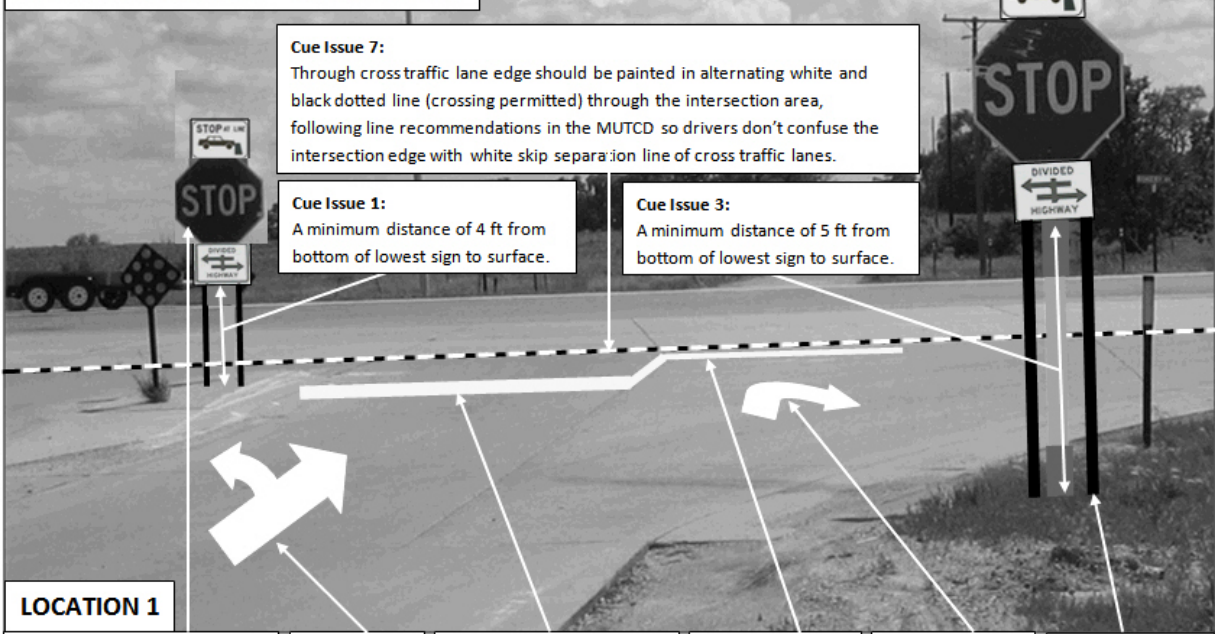 Cue Issue 7:
Through cross traffic lane edge should be painted in alternating white and
black dotted line (crossing permitted) through the intersection area,
following line recommendations in the MUTCD so drivers don't confuse the
intersection edge with white skip separation line of cross traffic lanes.
STOP AT LINE
STOP
DIVIDED
HIGHWAY
Cue Issue 1:
A minimum distance of 4 ft from
bottom of lowest sign to surface.
Cue Issue 3:
A minimum distance of 5 ft from
bottom of lowest sign to surface.
STOP
DIVIDED
HIGHWAY
LOCATION 1